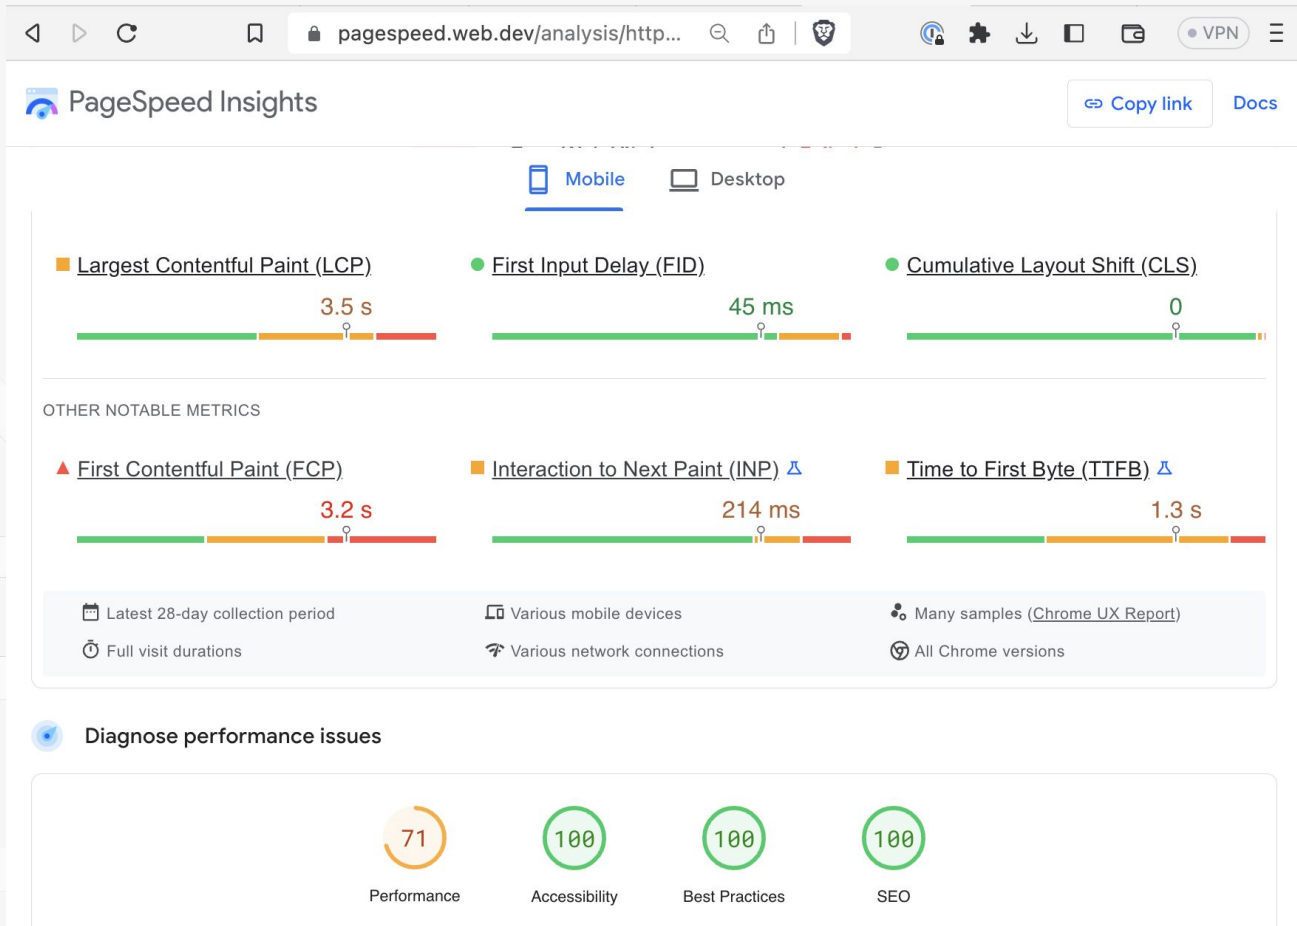 pagespeed.web.dev/analysis/http...
VPN
PageSpeed Insights
Copy link
Docs
Mobile
Desktop
Largest Contentful Paint (LCP)
3.5 s
First Input Delay (FID)
45 ms
Cumulative Layout Shift (CLS)
0
OTHER NOTABLE METRICS
First Contentful Paint (FCP)
3.2 s
Interaction to Next Paint (INP)
214 ms
Time to First Byte (TTFB)
1.3 s
Latest 28-day collection period
Various mobile devices
Many samples (Chrome UX Report)
Full visit durations
Various network connections
All Chrome versions
Diagnose performance issues
71
Performance
100
Accessibility
100
Best Practices
100
SEO